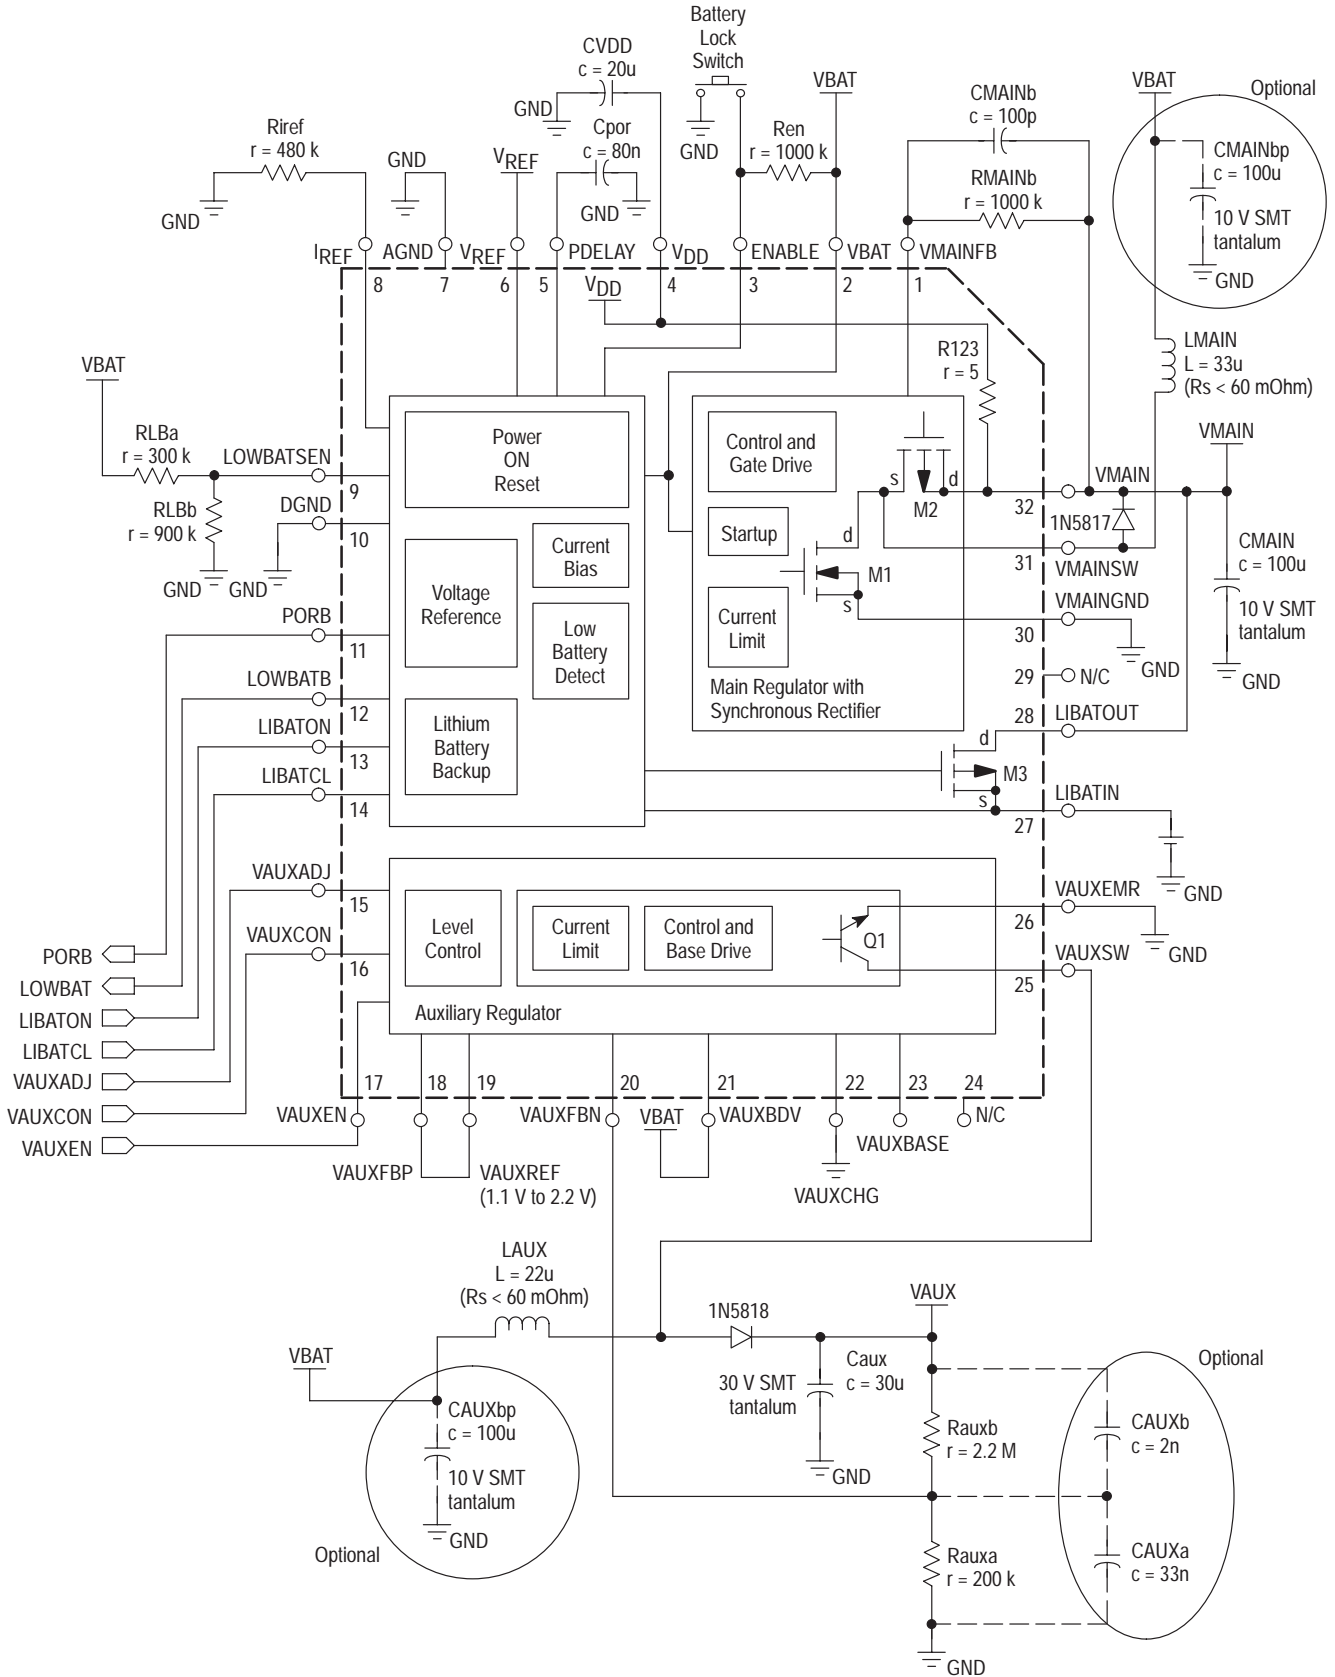 Battery
Lock
Switch
CVDD
c = 20u
VBAT
VBAT
Optional
GND
CMAINb
c = 100p
Riref
r = 480 k
Cpor
c = 80n
GND
Ren
r = 1000 k
CMAINbp
c = 100u
GND
VREF
RMAINb
r = 1000 k
10 V SMT
tantalum
GND
GND
IREF
AGND
VREF
PDELAY
VDD
ENABLE
VBAT
VMAINFB
GND
8
7
6
5
VDD
4
3
2
1
LMAIN
L = 33u
(Rs < 60 mOhm)
R123
r = 5
VBAT
RLBa
r = 300 k
LOWBATSEN
9
Power
ON
Reset
Control and
Gate Drive
s
d
M2
VMAIN
32
VMAIN
RLBb
r = 900 k
DGND
10
GND
GND
Startup
d
M1
s
1N5817
31
VMAINSW
CMAIN
c = 100u
10 V SMT
tantalum
GND
Current
Bias
Voltage
Reference
Low
Battery
Detect
Current
Limit
VMAINGND
30
GND
29
N/C
Main Regulator with
Synchronous Rectifier
PORB
11
LOWBATB
12
LIBATON
13
LIBATCL
14
Lithium
Battery
Backup
28
LIBATOUT
d
M3
s
LIBATIN
27
GND
VAUXADJ
15
VAUXCON
16
Level
Control
Current
Limit
Control and
Base Drive
Q1
VAUXEMR
26
GND
VAUXSW
25
Auxiliary Regulator
PORB
LOWBAT
LIBATON
LIBATCL
VAUXADJ
VAUXCON
VAUXEN
17
18
19
20
21
22
23
24
VAUXEN
VAUXFBN
VBAT
VAUXBDV
N/C
VAUXBASE
VAUXFBP
VAUXREF
(1.1 V to 2.2 V)
VAUXCHG
LAUX
L = 22u
(Rs < 60 mOhm)
1N5818
VAUX
VBAT
30 V SMT
tantalum
Caux
c = 30u
Optional
CAUXbp
c = 100u
10 V SMT
tantalum
GND
Optional
GND
Rauxb
r = 2.2 M
CAUXb
c = 2n
Rauxa
r = 200 k
CAUXa
c = 33n
GND